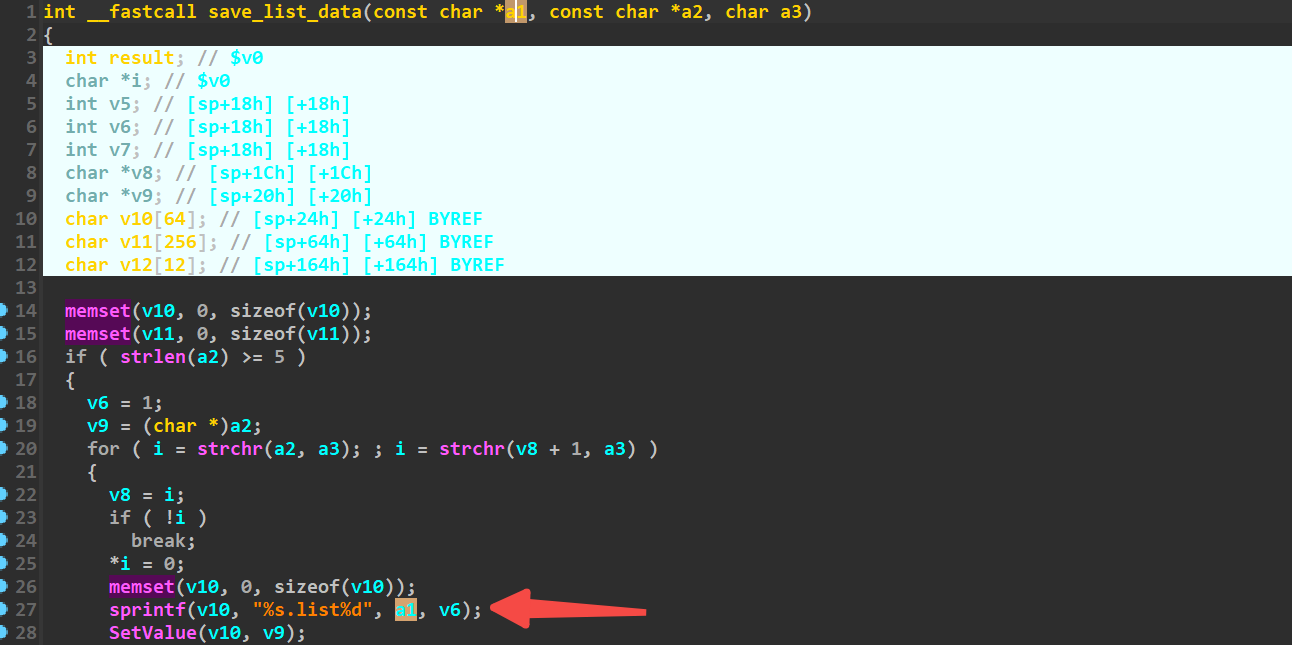 1 int __fastcall save_list_data(const char *a1, const char *a2, char a3)
2 {
3   int result; // $v0
4   char *i; // $v0
5   int v5; // [sp+18h] [+18h]
6   int v6; // [sp+18h] [+18h]
7   int v7; // [sp+18h] [+18h]
8   char *v8; // [sp+1Ch] [+1Ch]
9   char *v9; // [sp+20h] [+20h]
10   char v10[64]; // [sp+24h] [+24h] BYREF
11   char v11[256]; // [sp+64h] [+64h] BYREF
12   char v12[12]; // [sp+164h] [+164h] BYREF
13
14   memset(v10, 0, sizeof(v10));
15   memset(v11, 0, sizeof(v11));
16   if ( strlen(a2) >= 5 )
17   {
18     v6 = 1;
19     v9 = (char *)a2;
20     for ( i = strchr(a2, a3); ; i = strchr(v8 + 1, a3) )
21     {
22       v8 = i;
23       if ( !i )
24         break;
25       *i = 0;
26       memset(v10, 0, sizeof(v10));
27       sprintf(v10, "%s.list%d", a1, v6);
28       SetValue(v10, v9);